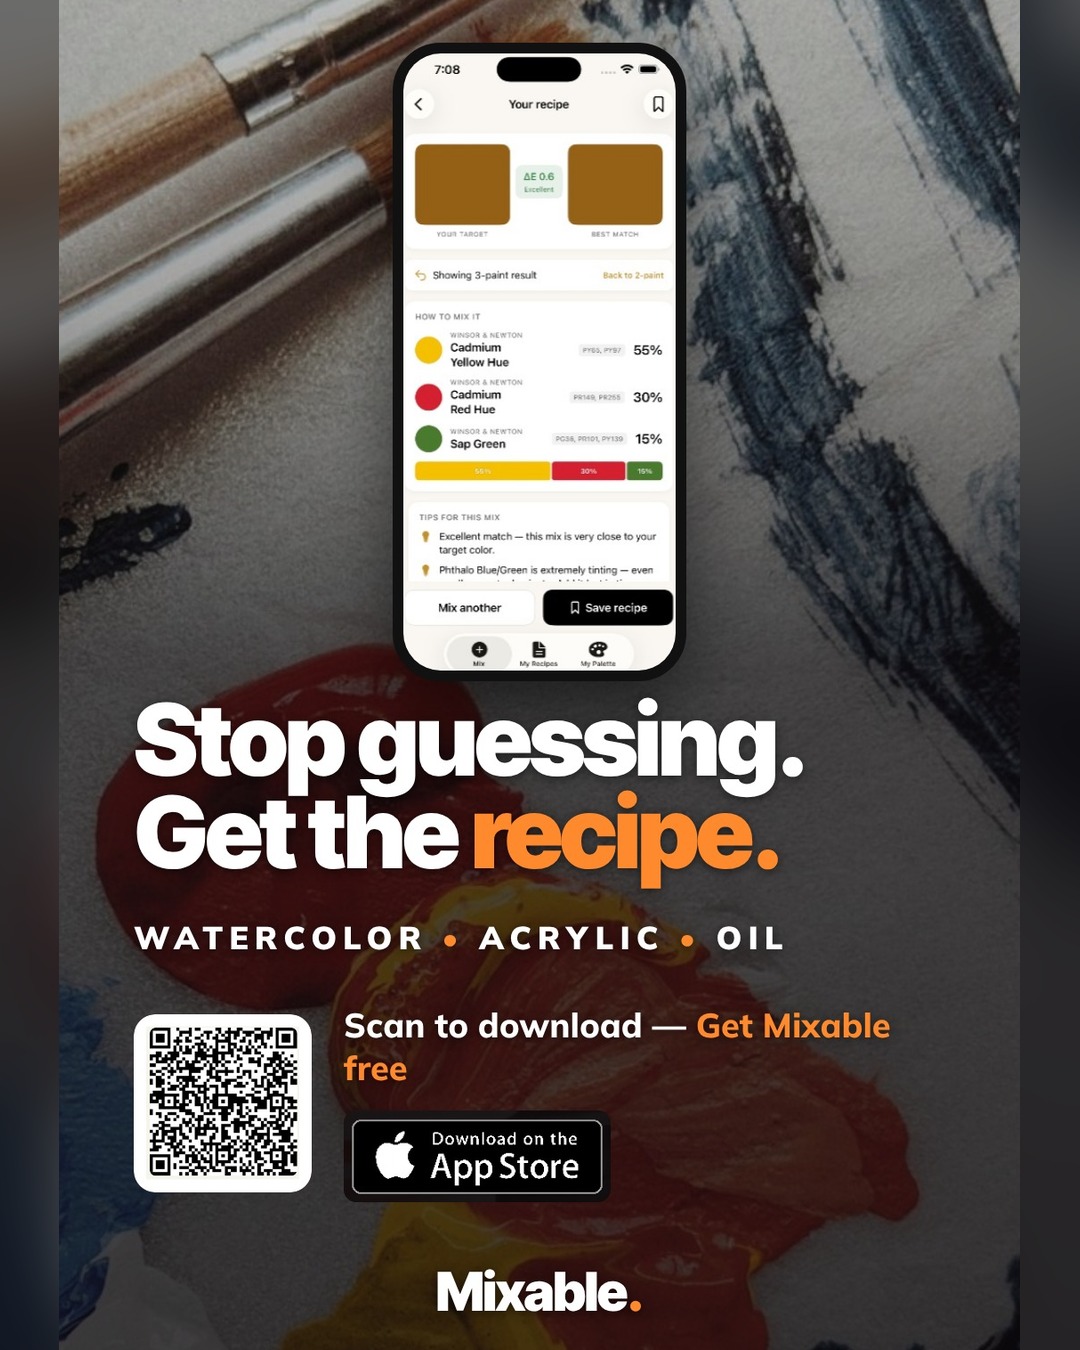 7:08
Your recipe
ΔE 0.6
Excellent
YOUR TARGET
BEST MATCH
Showing 3-paint result
Back to 2-paint
HOW TO MIX IT
WINSOR & NEWTON
Cadmium
Yellow Hue
PY65, PY97
55%
WINSOR & NEWTON
Cadmium
Red Hue
PR149, PR255
30%
WINSOR & NEWTON
Sap Green
PG36, PR101, PY139
15%
55%
30%
15%
TIPS FOR THIS MIX
Excellent match — this mix is very close to your
target color.
Phthalo Blue/Green is extremely tinting — even
Mix another
Save recipe
Mix
My Recipes
My Palette
Stop guessing.
Get the recipe.
WATERCOLOR • ACRYLIC • OIL
Scan to download — Get Mixable
free
Download on the
App Store
Mixable.